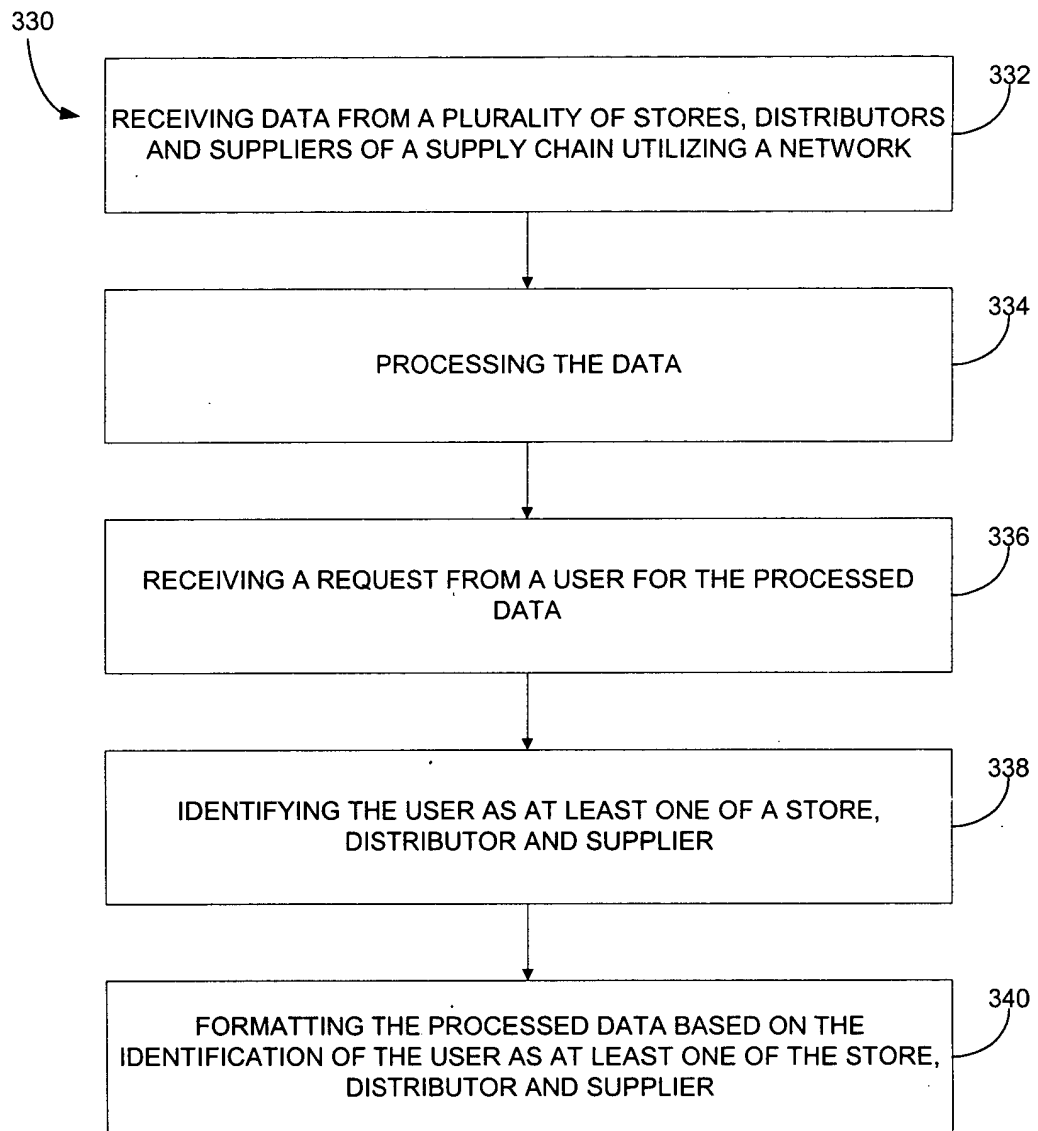 330
332
RECEIVING DATA FROM A PLURALITY OF STORES, DISTRIBUTORS
AND SUPPLIERS OF A SUPPLY CHAIN UTILIZING A NETWORK
334
PROCESSING THE DATA
336
RECEIVING A REQUEST FROM A USER FOR THE PROCESSED
DATA
338
IDENTIFYING THE USER AS AT LEAST ONE OF A STORE,
DISTRIBUTOR AND SUPPLIER
340
FORMATTING THE PROCESSED DATA BASED ON THE
IDENTIFICATION OF THE USER AS AT LEAST ONE OF THE STORE,
DISTRIBUTOR AND SUPPLIER